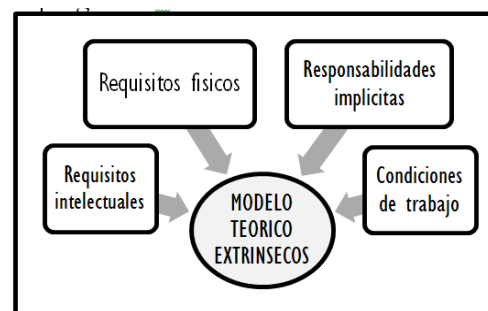 Requisitos fisicos
Responsabilidades
implicitas
Requisitos
intelectuales
MODELO
TEORICO
EXTRINSECOS
Condiciones
de trabajo